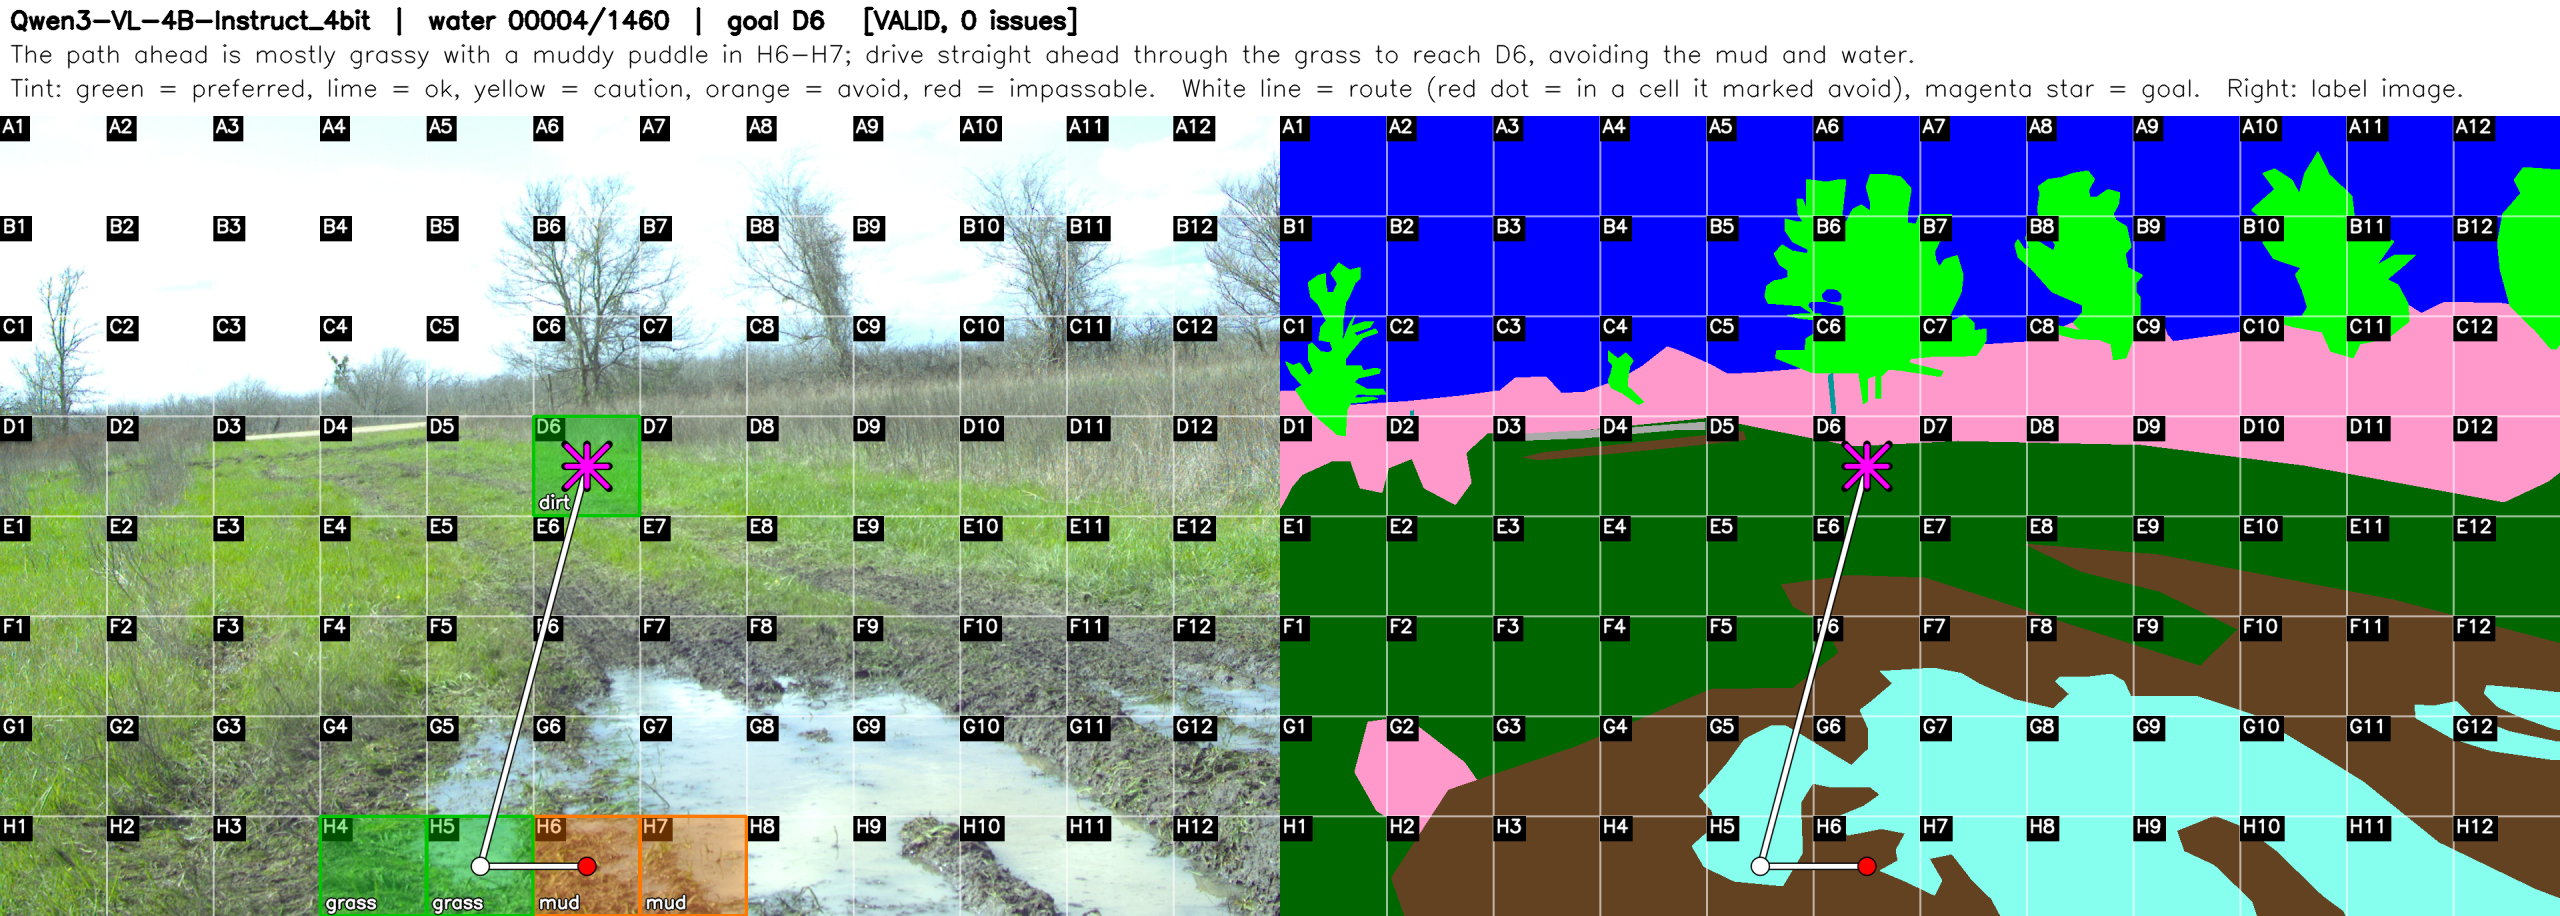 Qwen3-VL-4B-Instruct_4bit | water 00004/1460 | goal D6 [VALID, 0 issues]
The path ahead is mostly grassy with a muddy puddle in H6-H7; drive straight ahead through the grass to reach D6, avoiding the mud and water.
Tint: green = preferred, lime = ok, yellow = caution, orange = avoid, red = impassable. White line = route (red dot = in a cell it marked avoid), magenta star = goal. Right: label image.
A1 A2 A3 A4 A5 A6 A7 A8 A9 A10 A11 A12 A1 A2 A3 A4 A5 A6 A7 A8 A9 A10 A11 A12
B1 B2 B3 B4 B5 B6 B7 B8 B9 B10 B11 B12 B1 B2 B3 B4 B5 B6 B7 B8 B9 B10 B11 B12
C1 C2 C3 C4 C5 C6 C7 C8 C9 C10 C11 C12 C1 C2 C3 C4 C5 C6 C7 C8 C9 C10 C11 C12
D1 D2 D3 D4 D5 D6 D7 D8 D9 D10 D11 D12 D1 D2 D3 D4 D5 D6 D7 D8 D9 D10 D11 D12
dirt
E1 E2 E3 E4 E5 E6 E7 E8 E9 E10 E11 E12 E1 E2 E3 E4 E5 E6 E7 E8 E9 E10 E11 E12
F1 F2 F3 F4 F5 F6 F7 F8 F9 F10 F11 F12 F1 F2 F3 F4 F5 F6 F7 F8 F9 F10 F11 F12
G1 G2 G3 G4 G5 G6 G7 G8 G9 G10 G11 G12 G1 G2 G3 G4 G5 G6 G7 G8 G9 G10 G11 G12
H1 H2 H3 H4 H5 H6 H7 H8 H9 H10 H11 H12 H1 H2 H3 H4 H5 H6 H7 H8 H9 H10 H11 H12
grass grass mud mud